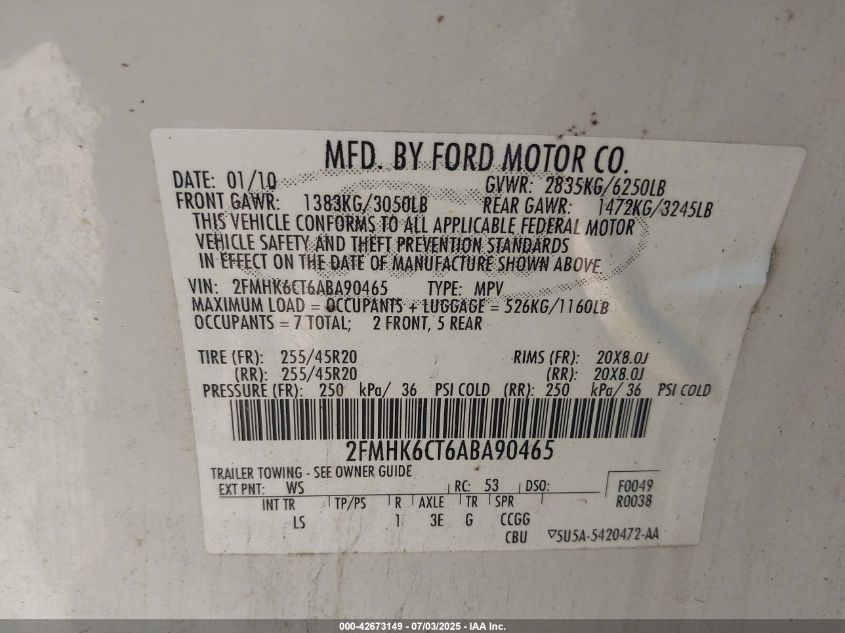 MFD. BY FORD MOTOR CO.
DATE: 01/10 GVWR: 2835KG/6250LB
FRONT GAWR: 1383KG/3050LB REAR GAWR: 1472KG/3245LB
THIS VEHICLE CONFORMS TO ALL APPLICABLE FEDERAL MOTOR
VEHICLE SAFETY AND THEFT PREVENTION STANDARDS
IN EFFECT ON THE DATE OF MANUFACTURE SHOWN ABOVE.
VIN: 2FMHK6CT6ABA90465 TYPE: MPV
MAXIMUM LOAD = OCCUPANTS + LUGGAGE = 526KG/1160LB
OCCUPANTS = 7 TOTAL; 2 FRONT, 5 REAR
TIRE (FR): 255/45R20 RIMS (FR): 20X8.0J
(RR): 255/45R20 (RR): 20X8.0J
PRESSURE (FR): 250 kPa/ 36 PSI COLD (RR): 250 kPa/ 36 PSI COLD
2FMHK6CT6ABA90465
TRAILER TOWING - SEE OWNER GUIDE
EXT PNT: WS RC: 53 DSO: F0049
INT TR TP/PS R AXLE TR SPR R0038
LS 1 3E G CCGG
CBU ▽5U5A-5420472-AA
000-42673149 - 07/03/2025 - IAA Inc.